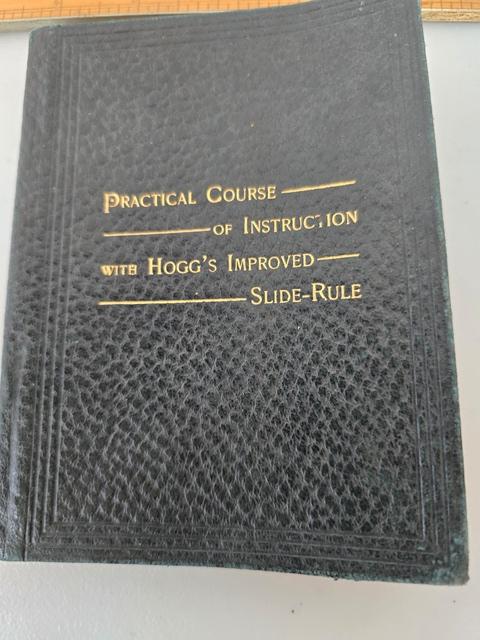 PRACTICAL COURSE
OF INSTRUCTION
WITH HOGG'S IMPROVED
SLIDE-RULE